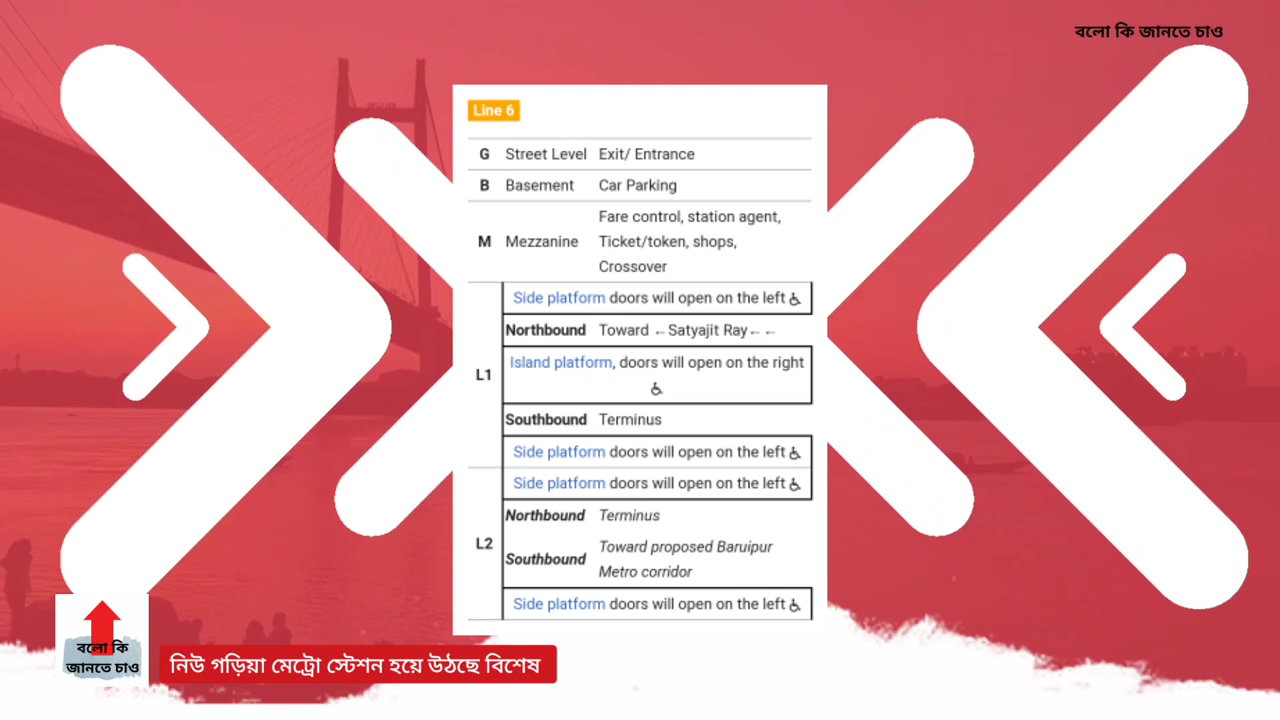 বলো কি জানতে চাও
Line 6
G Street Level Exit/ Entrance
B Basement Car Parking
M Mezzanine Fare control, station agent,
Ticket/token, shops,
Crossover
L1
Side platform doors will open on the left ♿
Northbound Toward ←Satyajit Ray← ←
Island platform, doors will open on the right
♿
Southbound Terminus
Side platform doors will open on the left ♿
L2
Side platform doors will open on the left ♿
Northbound Terminus
Southbound Toward proposed Baruipur
Metro corridor
Side platform doors will open on the left ♿
বলো কি
জানতে চাও
নিউ গড়িয়া মেট্রো স্টেশন হয়ে উঠছে বিশেষ